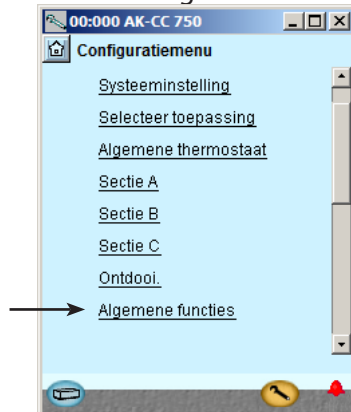 00:000 AK-CC 750
Configuratiemenu
Systeeminstelling
Selecteer toepassing
Algemene thermostaat
Sectie A
Sectie B
Sectie C
Ontdooi.
Algemene functies